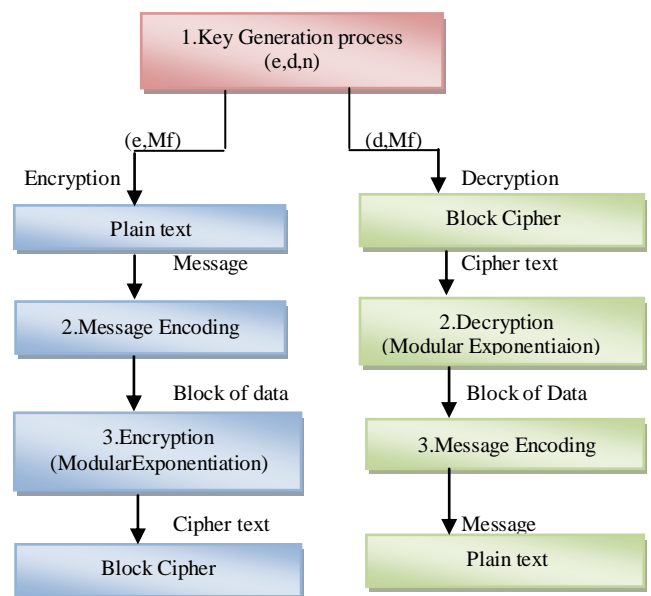 1.Key Generation process
(e,d,n)
(e,Mf)
Encryption
Plain text
Message
2.Message Encoding
Block of data
3.Encryption
(ModularExponentiation)
Cipher text
Block Cipher
(d,Mf)
Decryption
Block Cipher
Cipher text
2.Decryption
(Modular Exponentiaion)
Block of Data
3.Message Encoding
Message
Plain text